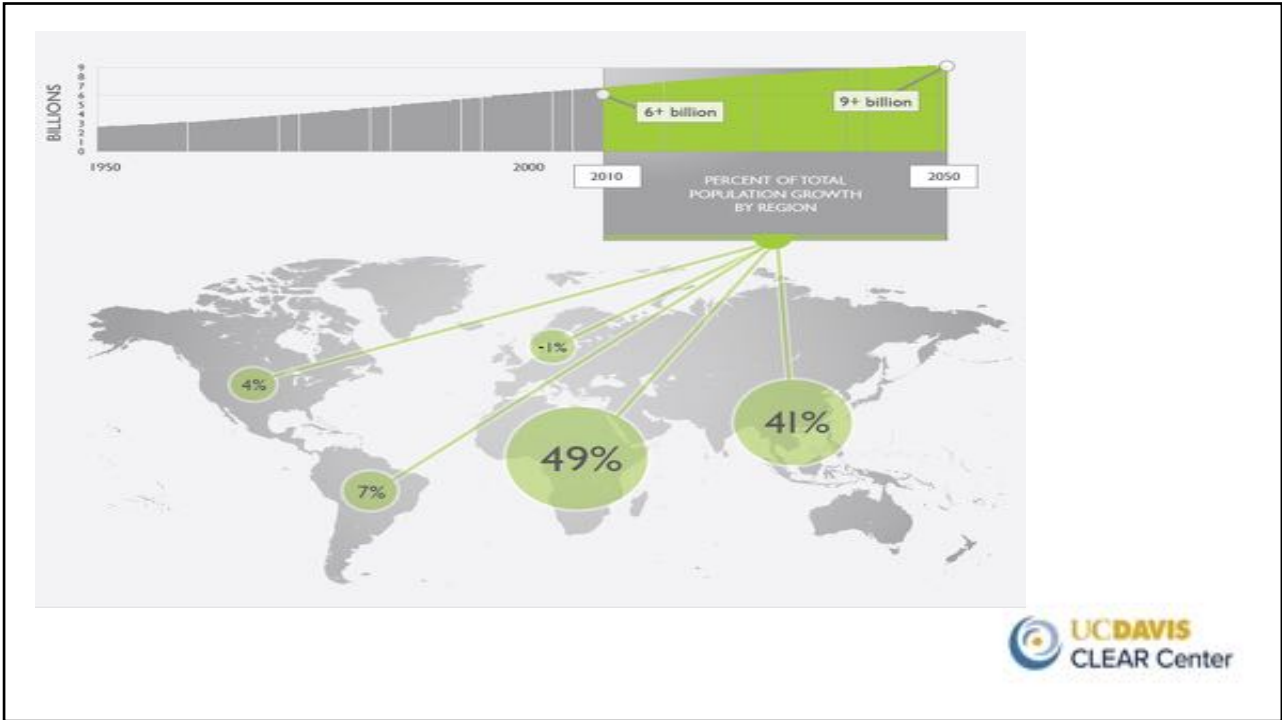 BILLIONS
9
8
7
6
5
4
3
2
1
0
6+ billion
9+ billion
1950
2000
2010
2050
PERCENT OF TOTAL
POPULATION GROWTH
BY REGION
-1%
4%
41%
49%
7%
UCDAVIS
CLEAR Center